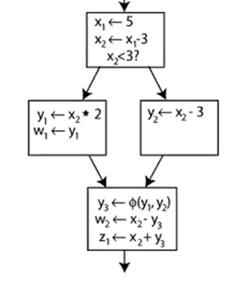 x₁ ← 5
x₂ ← x₁-3
x₂<3?
y₁ ← x₂ * 2
w₁ ← y₁
y₂ ← x₂ - 3
y₃ ← ϕ(y₁, y₂)
w₂ ← x₂ - y₃
z₁ ← x₂ + y₃